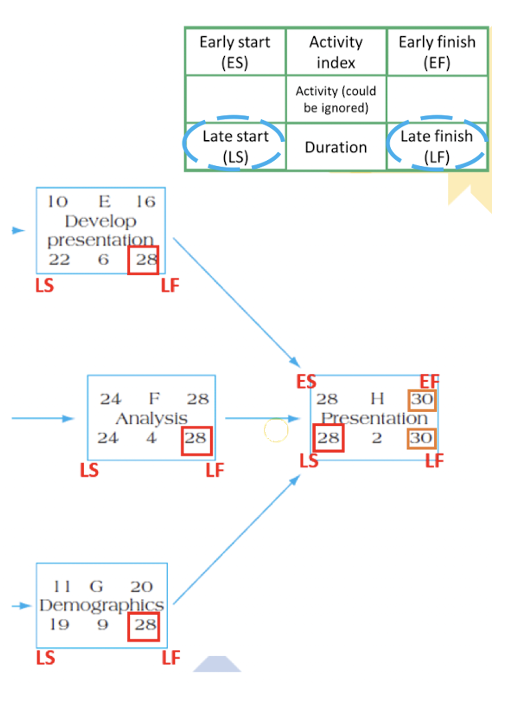 Early start Activity Early finish
(ES) index (EF)
Activity (could
be ignored)
Late start Duration Late finish
(LS) (LF)
10 E 16
Develop
presentation
22 6 28
LS LF
ES EF
24 F 28 28 H 30
Analysis Presentation
24 4 28 28 2 30
LS LF LS LF
11 G 20
Demographics
19 9 28
LS LF